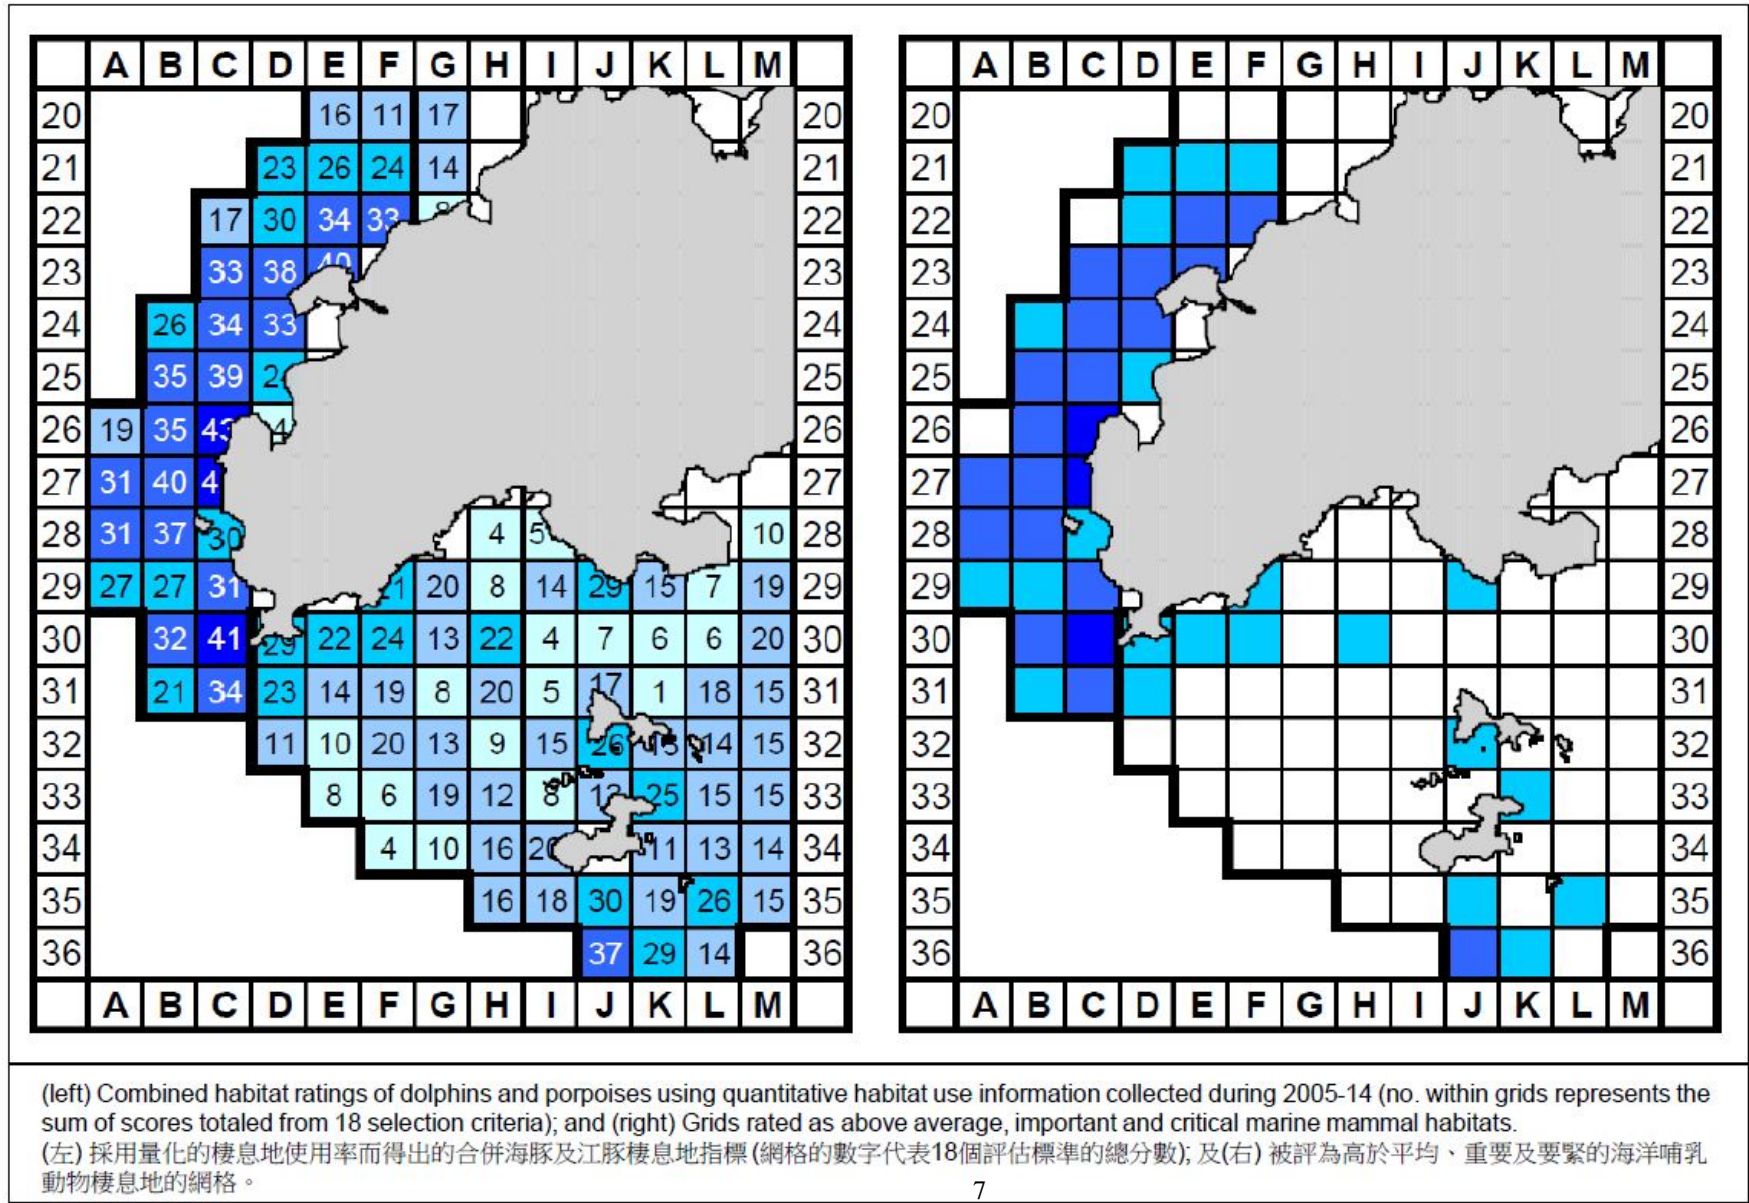 A B C D E F G H I J K L M
20 16 11 17 20
21 23 26 24 14 21
22 17 30 34 33 22
23 33 38 40 23
24 26 34 33 24
25 35 39 25
26 19 35 43 4 26
27 31 40 4 27
28 31 37 30 4 5 10 28
29 27 27 31 21 20 8 14 29 15 7 19 29
30 32 41 29 22 24 13 22 4 7 6 6 20 30
31 21 34 23 14 19 8 20 5 17 1 18 15 31
32 11 10 20 13 9 15 26 14 15 32
33 8 6 19 12 8 25 15 15 33
34 4 10 16 20 11 13 14 34
35 16 18 30 19 26 15 35
36 37 29 14 36
A B C D E F G H I J K L M
A B C D E F G H I J K L M
20 20
21 21
22 22
23 23
24 24
25 25
26 26
27 27
28 28
29 29
30 30
31 31
32 32
33 33
34 34
35 35
36 36
A B C D E F G H I J K L M
(left) Combined habitat ratings of dolphins and porpoises using quantitative habitat use information collected during 2005-14 (no. within grids represents the
sum of scores totaled from 18 selection criteria); and (right) Grids rated as above average, important and critical marine mammal habitats.
(左) 採用量化的棲息地使用率而得出的合併海豚及江豚棲息地指標 (網格的數字代表18個評估標準的總分數); 及(右) 被評為高於平均、重要及要緊的海洋哺乳
動物棲息地的網格。
7